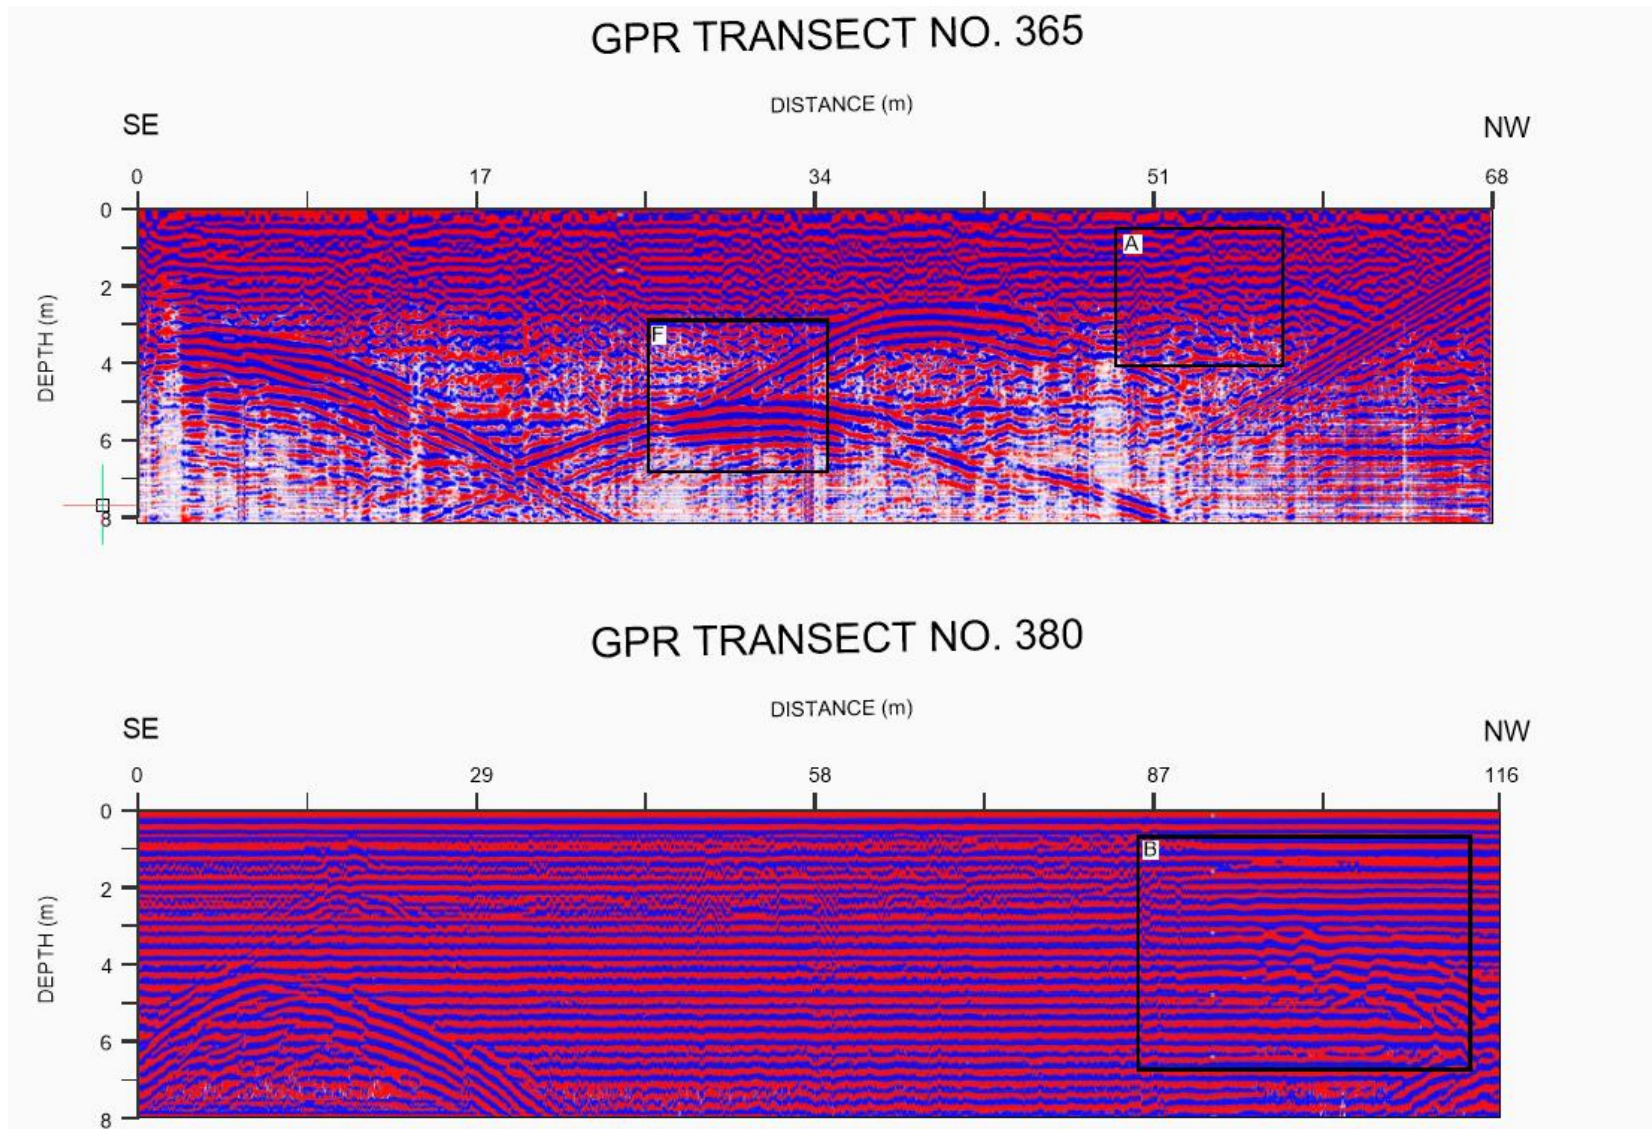 GPR TRANSECT NO. 365
DISTANCE (m)
SE
NW
0 17 34 51 68
DEPTH (m)
0
2
4
6
8
A
F
GPR TRANSECT NO. 380
DISTANCE (m)
SE
NW
0 29 58 87 116
DEPTH (m)
0
2
4
6
8
B